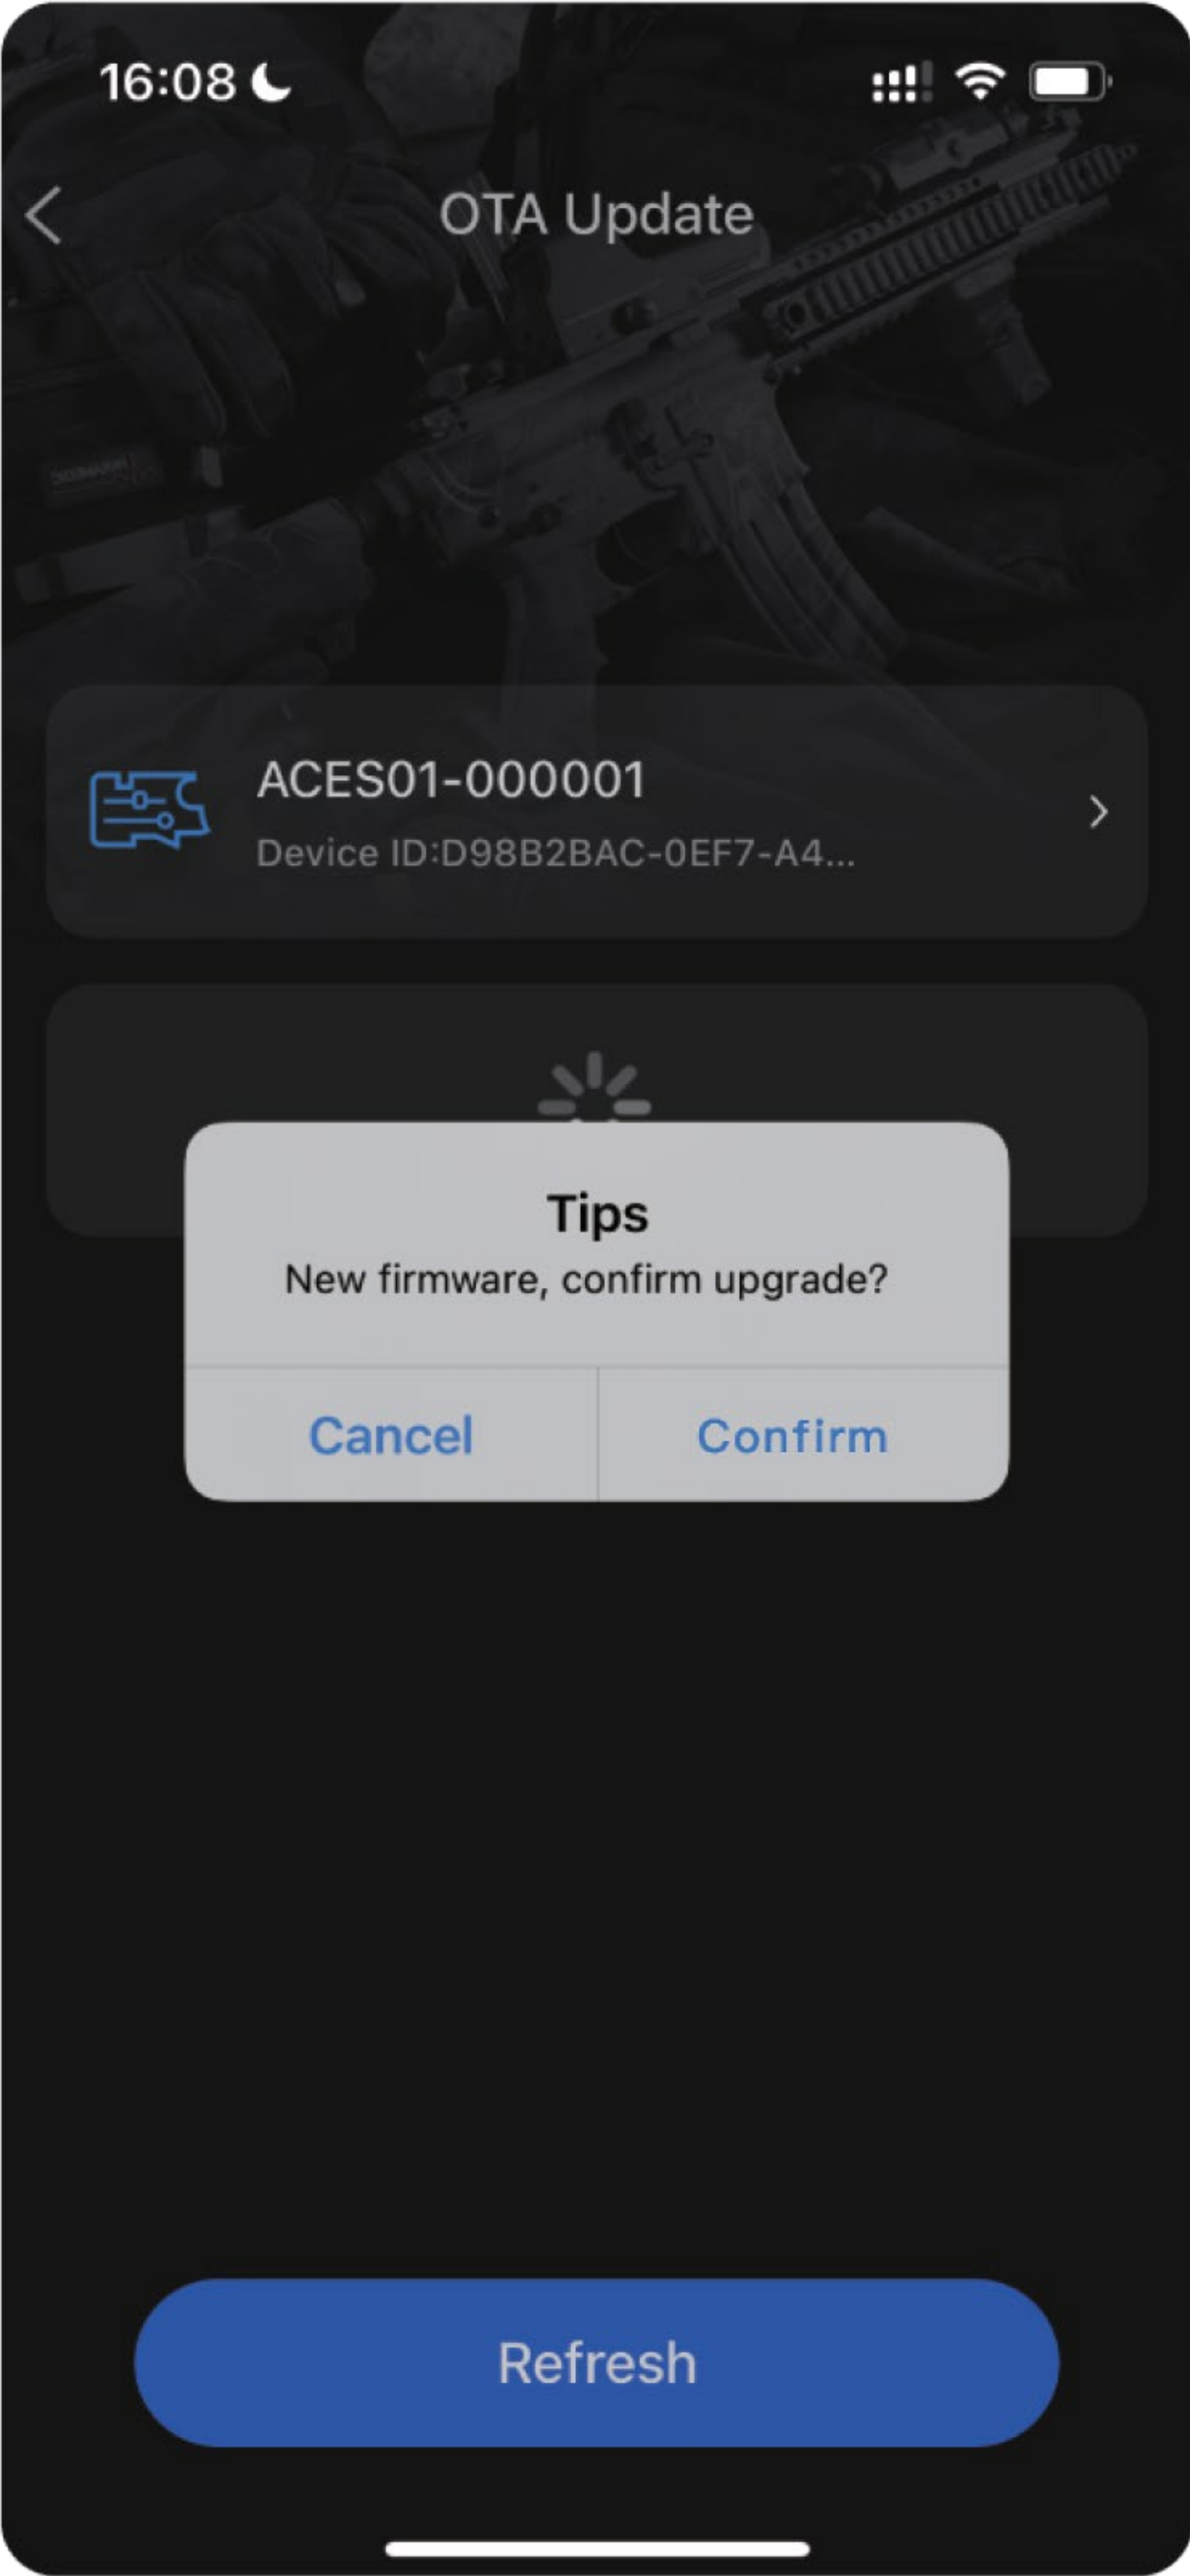 16:08
OTA Update
ACES01-000001
Device ID:D98B2BAC-0EF7-A4...
Tips
New firmware, confirm upgrade?
Cancel
Confirm
Refresh